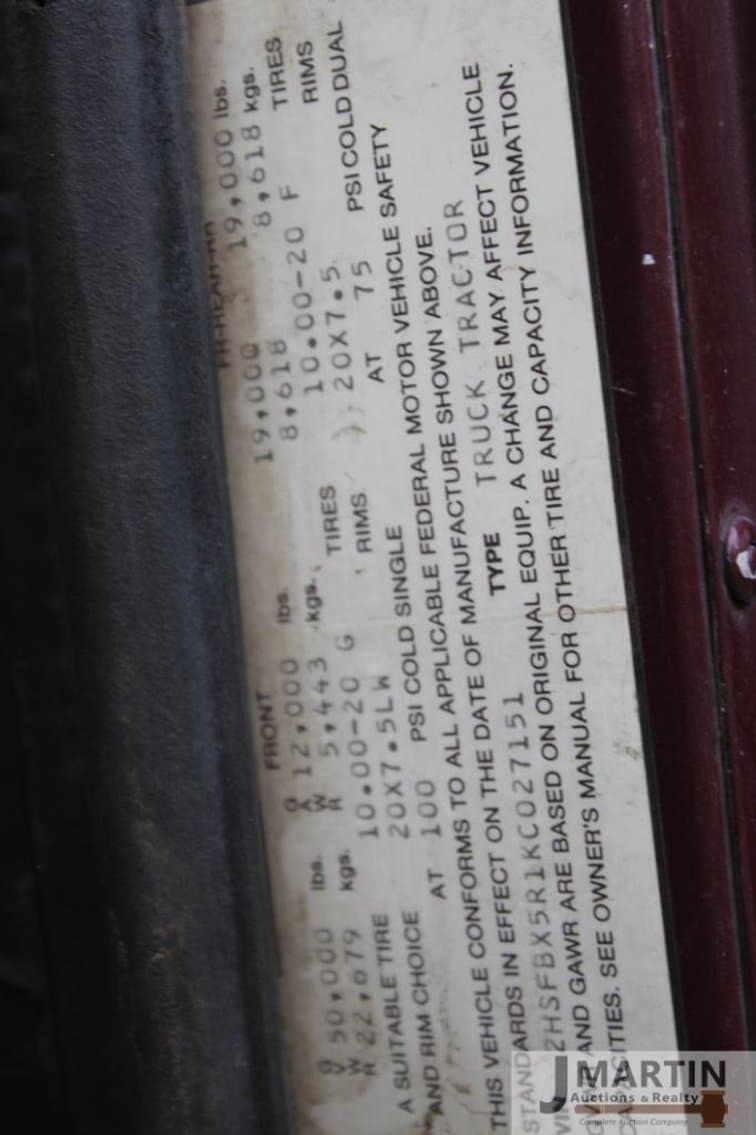 FRONT
G 50,000 lbs. G 12,000 lbs. 19,000 19,000 lbs.
V A
W W
R 22,679 kgs. R 5,443 kgs. 8,618 8,618 kgs.
A SUITABLE TIRE 10.00-20 G TIRES 10.00-20 F TIRES
AND RIM CHOICE 20X7.5LW RIMS 20X7.5 RIMS
AT 100 PSI COLD SINGLE AT 75 PSI COLD DUAL
THIS VEHICLE CONFORMS TO ALL APPLICABLE FEDERAL MOTOR VEHICLE SAFETY
STANDARDS IN EFFECT ON THE DATE OF MANUFACTURE SHOWN ABOVE.
2HSFBX5R1KC027151 TYPE TRUCK TRACTOR
AND GAWR ARE BASED ON ORIGINAL EQUIP. A CHANGE MAY AFFECT VEHICLE
SEE OWNER'S MANUAL FOR OTHER TIRE AND CAPACITY INFORMATION.
J MARTIN
Auctions & Realty
Complete Auction Company